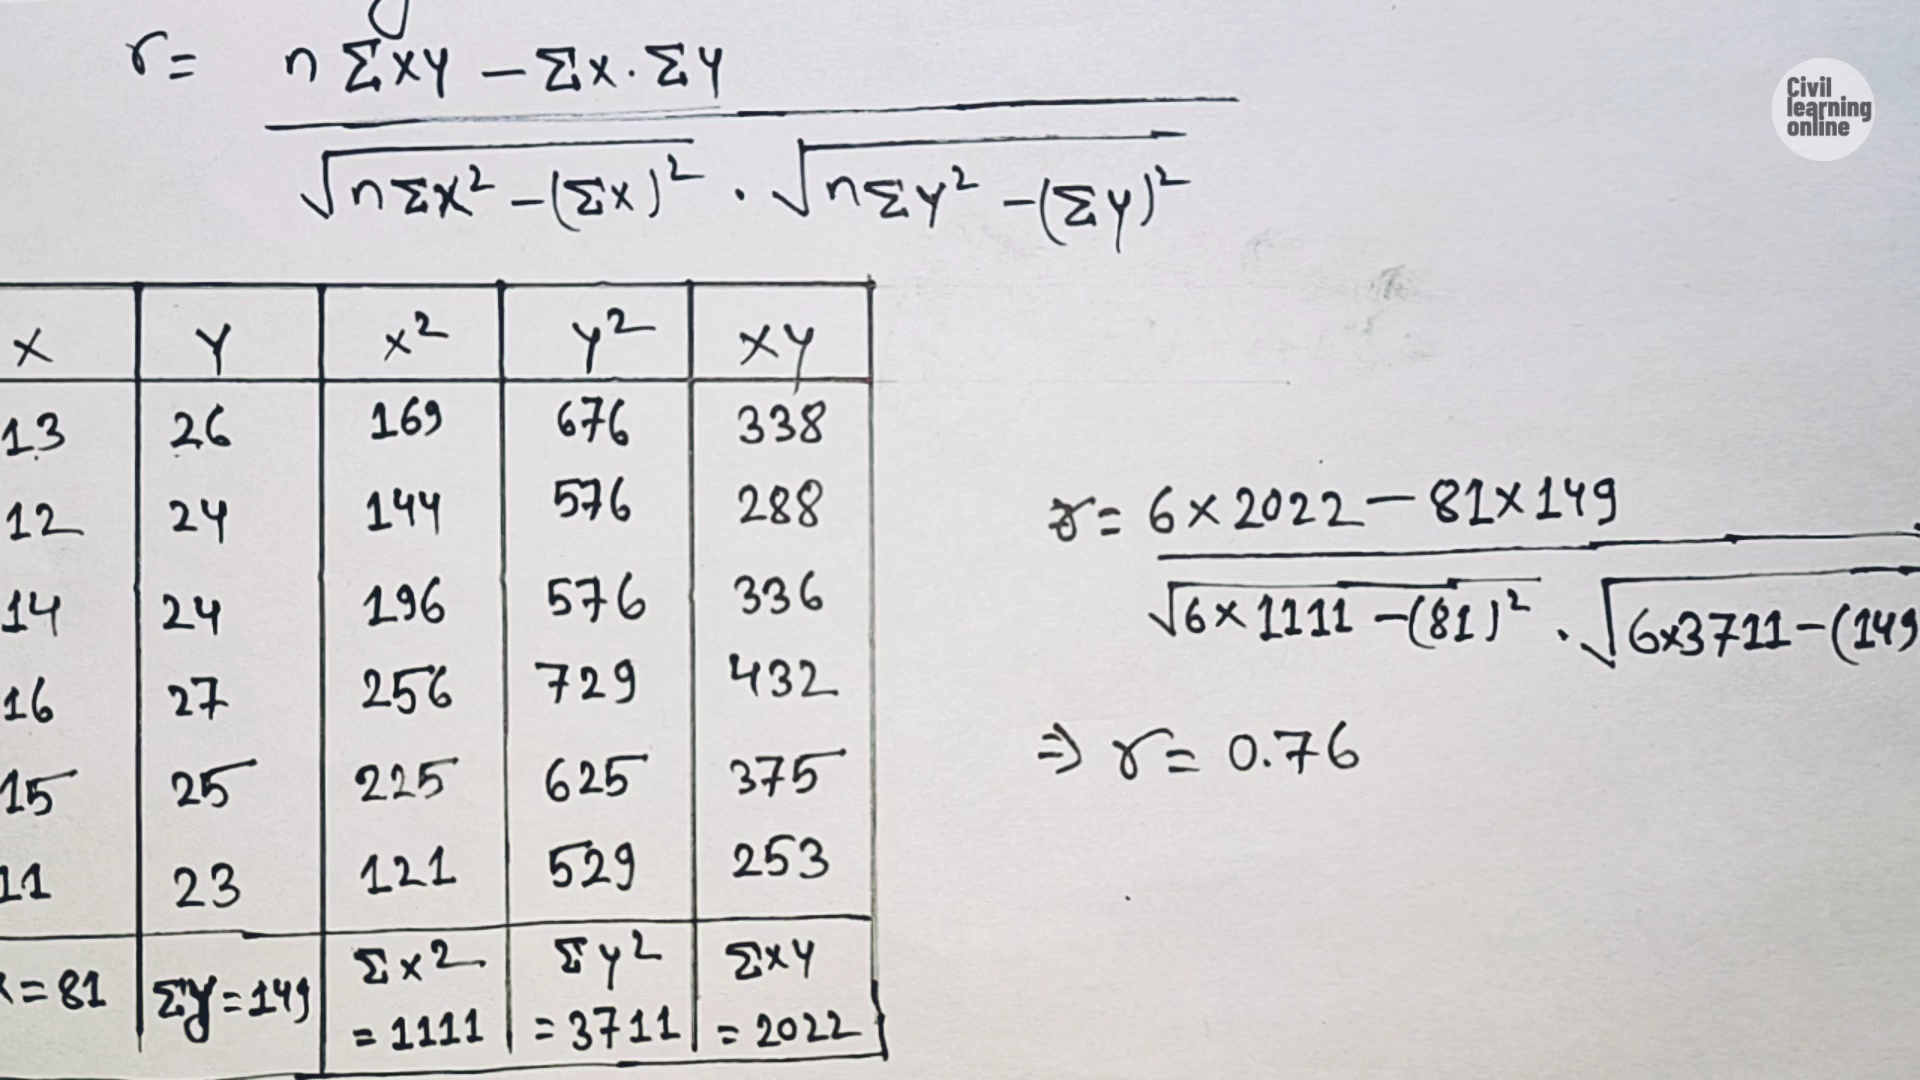 r = n Σxy - Σx . Σy
√nΣx² - (Σx)² . √nΣy² - (Σy)²
x y x² y² xy
13 26 169 676 338
12 24 144 576 288
14 24 196 576 336
16 27 256 729 432
15 25 225 625 375
11 23 121 529 253
x = 81 Σy = 149 Σx² = 1111 Σy² = 3711 Σxy = 2022
r = 6 × 2022 - 81 × 149
√6 × 1111 - (81)² . √6×3711 - (149
⇒ r = 0.76
Civil
learning
online